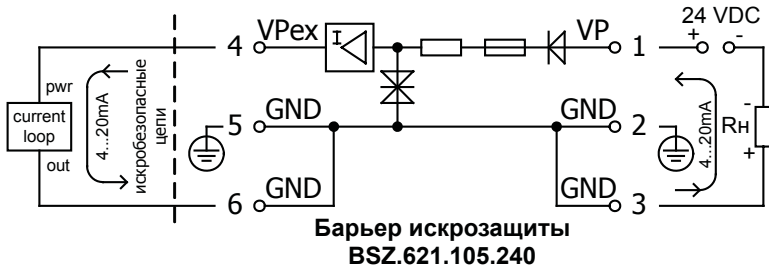 24 VDC
+ -
4 VPex I VP 1
pwr
current
loop
out
4...20mA
искробезопасные
цепи
5 GND GND 2
4...20mA
-
Rн
+
6 GND GND 3
Барьер искрозащиты
BSZ.621.105.240